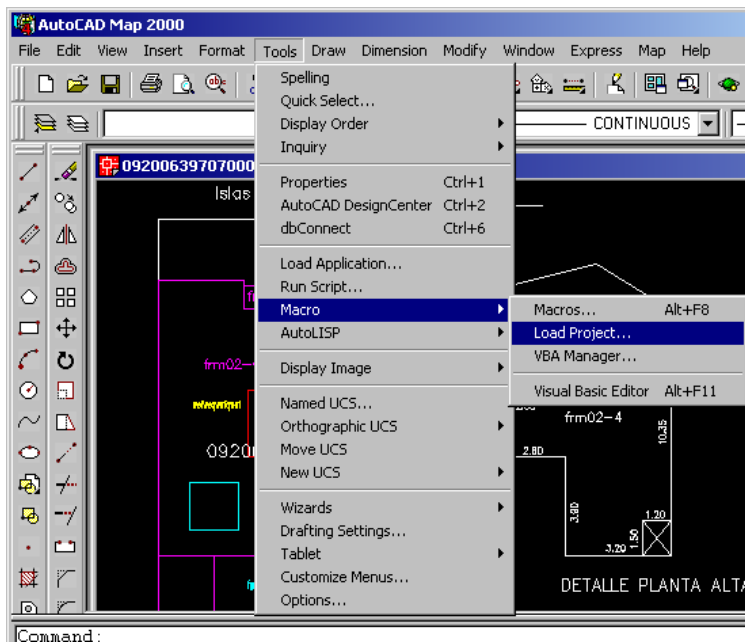 AutoCAD Map 2000
File Edit View Insert Format Tools Draw Dimension Modify Window Express Map Help
CONTINUOUS
09200639707000
Islas
Spelling
Quick Select...
Display Order
Inquiry
Properties Ctrl+1
AutoCAD DesignCenter Ctrl+2
dbConnect Ctrl+6
Load Application...
Run Script...
Macro
AutoLISP
Display Image
Named UCS...
Orthographic UCS
Move UCS
New UCS
Wizards
Drafting Settings...
Tablet
Customize Menus...
Options...
Macros... Alt+F8
Load Project...
VBA Manager...
Visual Basic Editor Alt+F11
frm02-4
10.35
2.80
3.80
1.20
1.50
3.20
DETALLE PLANTA ALTA
Command: